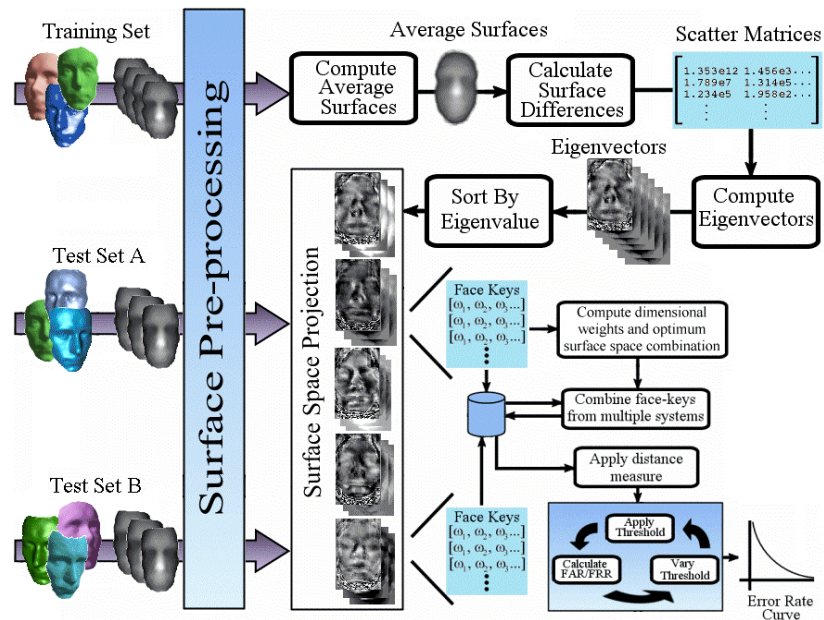 Training Set
Average Surfaces
Scatter Matrices
Compute
Average
Surfaces
Calculate
Surface
Differences
1.353e12 1.456e3...
1.789e7 1.314e5...
1.234e5 1.958e2...
⋮ ⋮
Surface Pre-processing
Eigenvectors
Sort By
Eigenvalue
Compute
Eigenvectors
Test Set A
Surface Space Projection
Face Keys
[ω₁, ω₂, ω₃...]
[ω₁, ω₂, ω₃...]
[ω₁, ω₂, ω₃...]
Compute dimensional
weights and optimum
surface space combination
Combine face-keys
from multiple systems
Apply distance
measure
Test Set B
Face Keys
[ω₁, ω₂, ω₃...]
[ω₁, ω₂, ω₃...]
[ω₁, ω₂, ω₃...]
Apply
Threshold
Calculate
FAR/FRR
Vary
Threshold
Error Rate
Curve